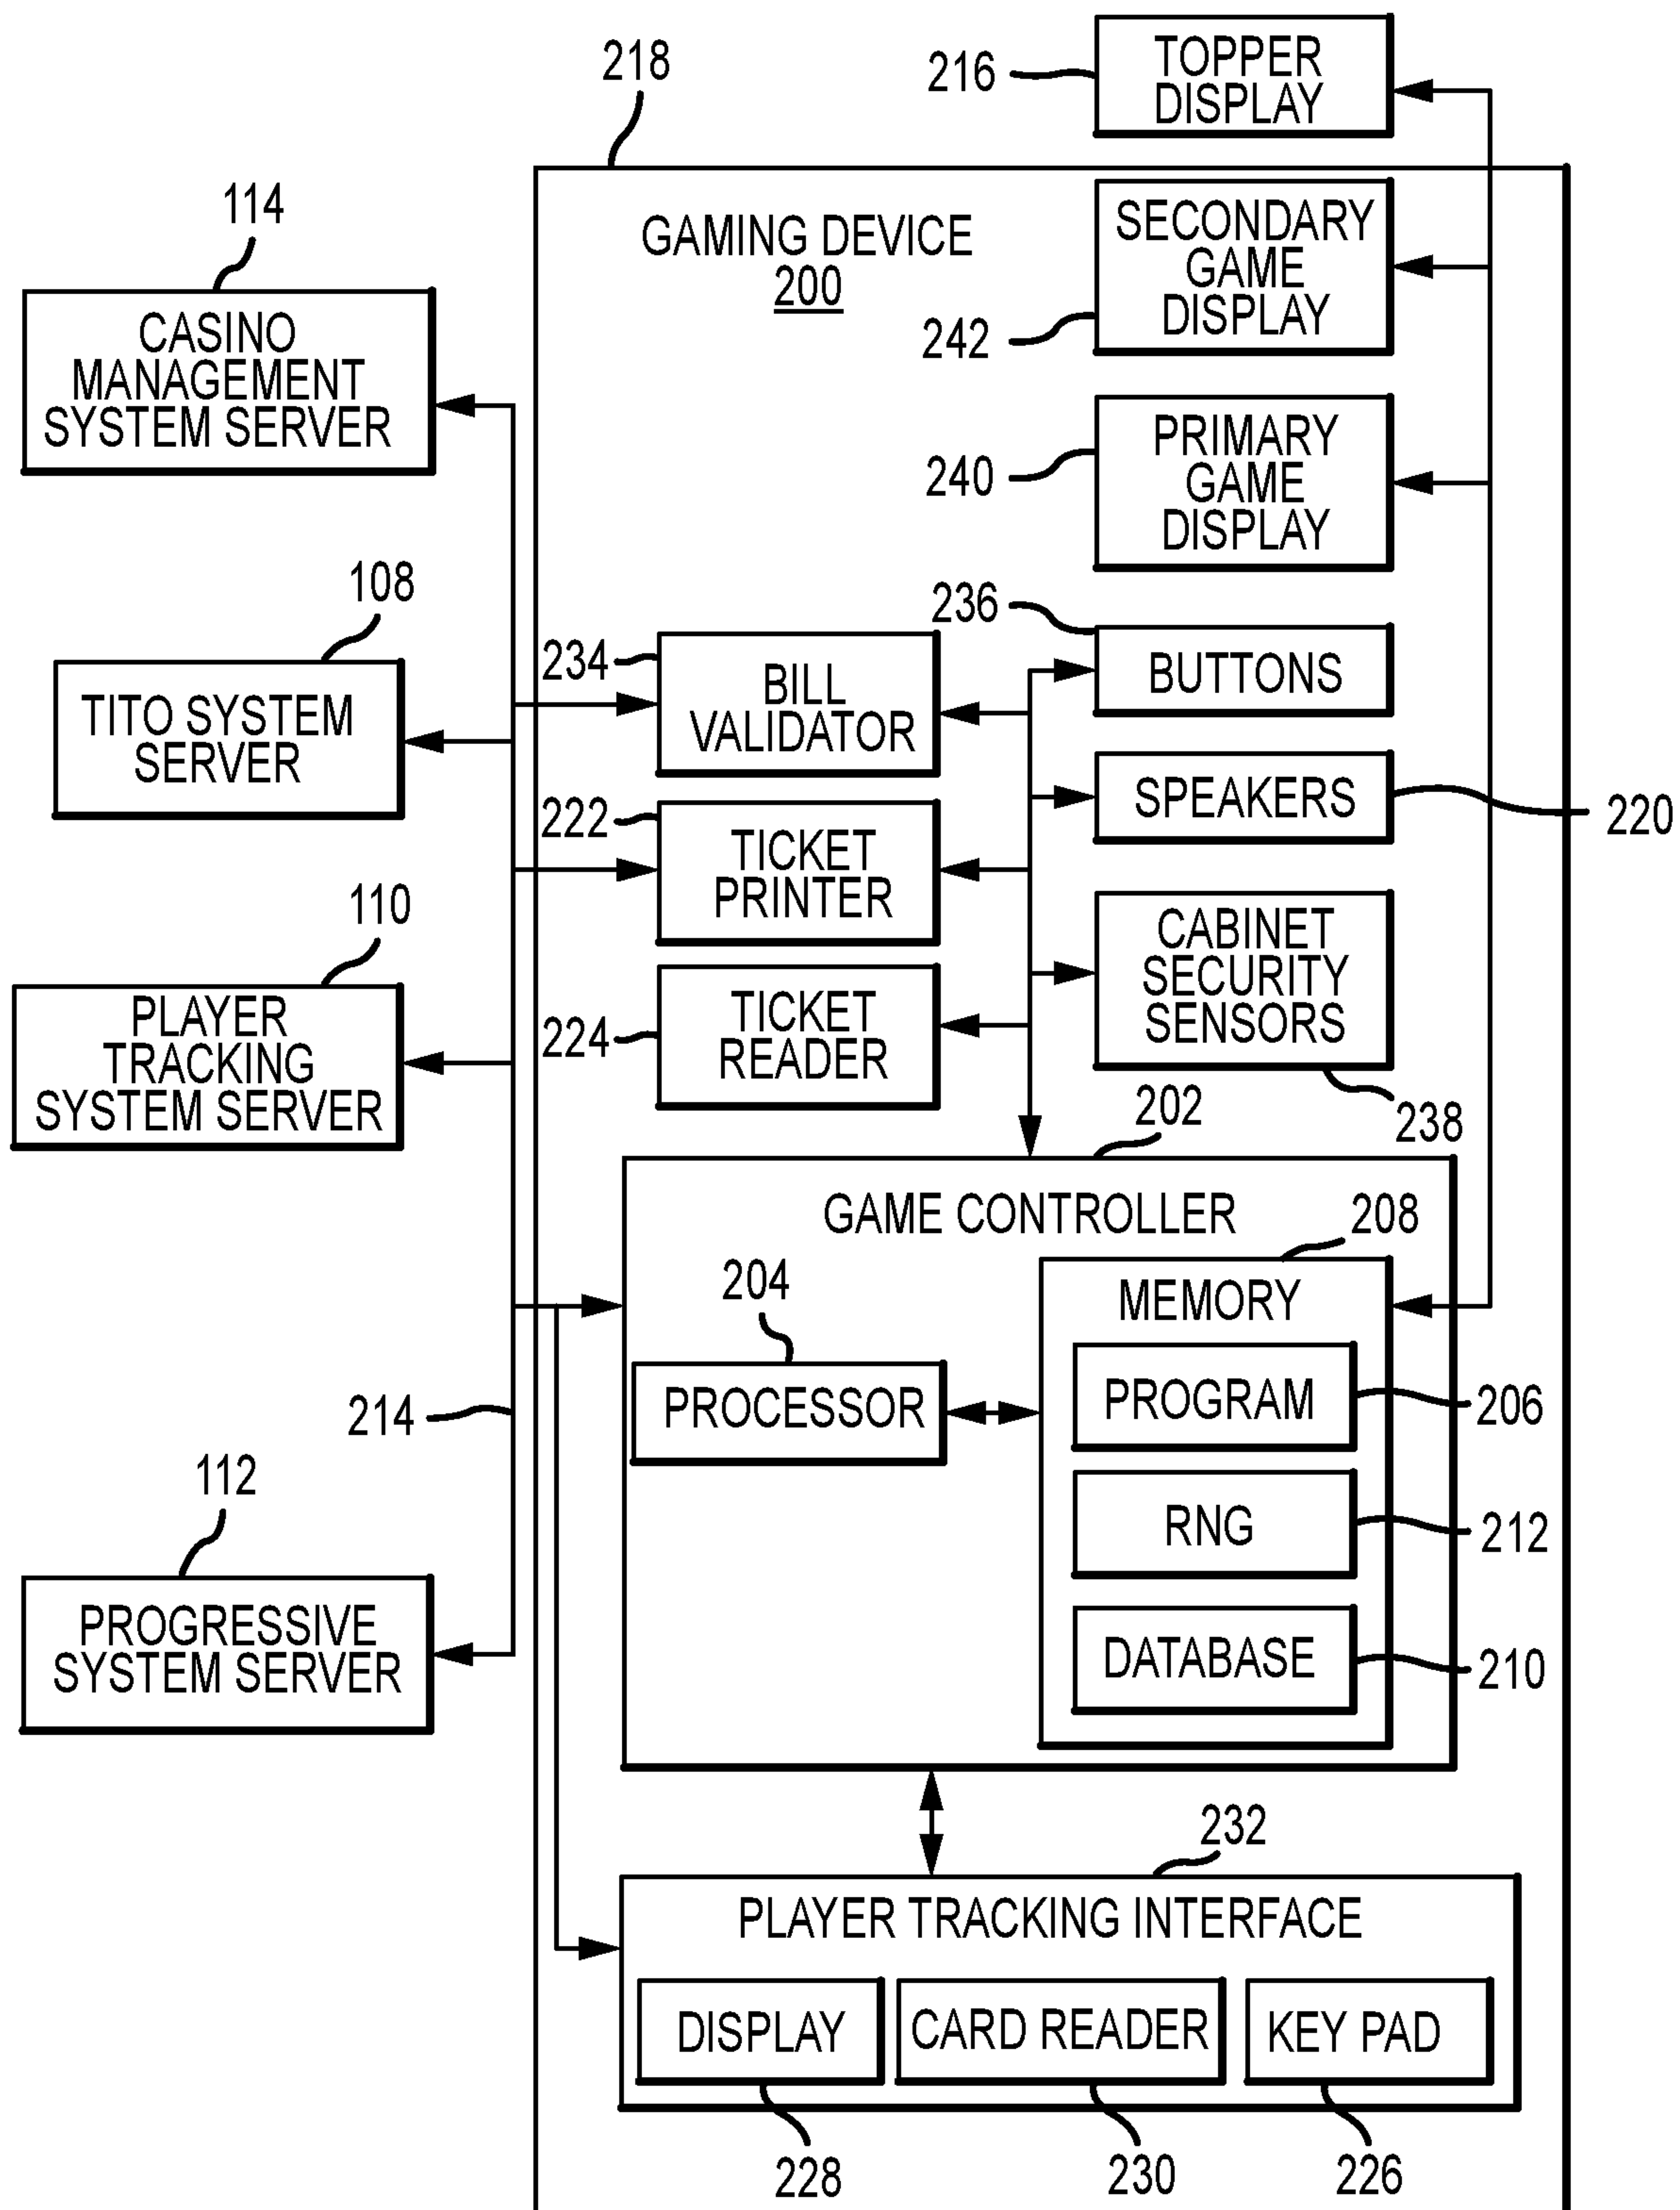 216
TOPPER
DISPLAY
218
GAMING DEVICE
200
SECONDARY
GAME
DISPLAY
242
114
CASINO
MANAGEMENT
SYSTEM SERVER
PRIMARY
GAME
DISPLAY
240
108
TITO SYSTEM
SERVER
234
BILL
VALIDATOR
236
BUTTONS
SPEAKERS
220
222
TICKET
PRINTER
110
PLAYER
TRACKING
SYSTEM SERVER
224
TICKET
READER
CABINET
SECURITY
SENSORS
238
202
GAME CONTROLLER
208
MEMORY
204
PROCESSOR
PROGRAM
206
214
RNG
212
112
PROGRESSIVE
SYSTEM SERVER
DATABASE
210
232
PLAYER TRACKING INTERFACE
DISPLAY
CARD READER
KEY PAD
228
230
226